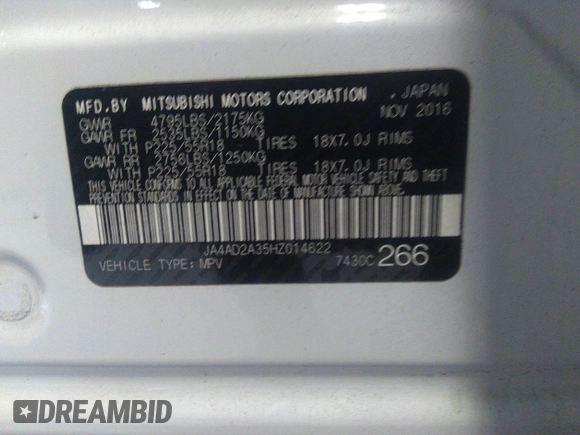 MFD.BY MITSUBISHI MOTORS CORPORATION , JAPAN
GVWR 4795LBS/2175KG NOV 2016
GAWR FR 2535LBS/1150KG
WITH P225/55R18 TIRES 18X7.0J RIMS
GAWR RR 2756LBS/1250KG
WITH P225/55R18 TIRES 18X7.0J RIMS
THIS VEHICLE CONFORMS TO ALL APPLICABLE FEDERAL MOTOR VEHICLE SAFETY AND THEFT
PREVENTION STANDARDS IN EFFECT ON THE DATE OF MANUFACTURE SHOWN ABOVE.
JA4AD2A35HZ014622
VEHICLE TYPE: MPV 7430C 266
DREAMBID